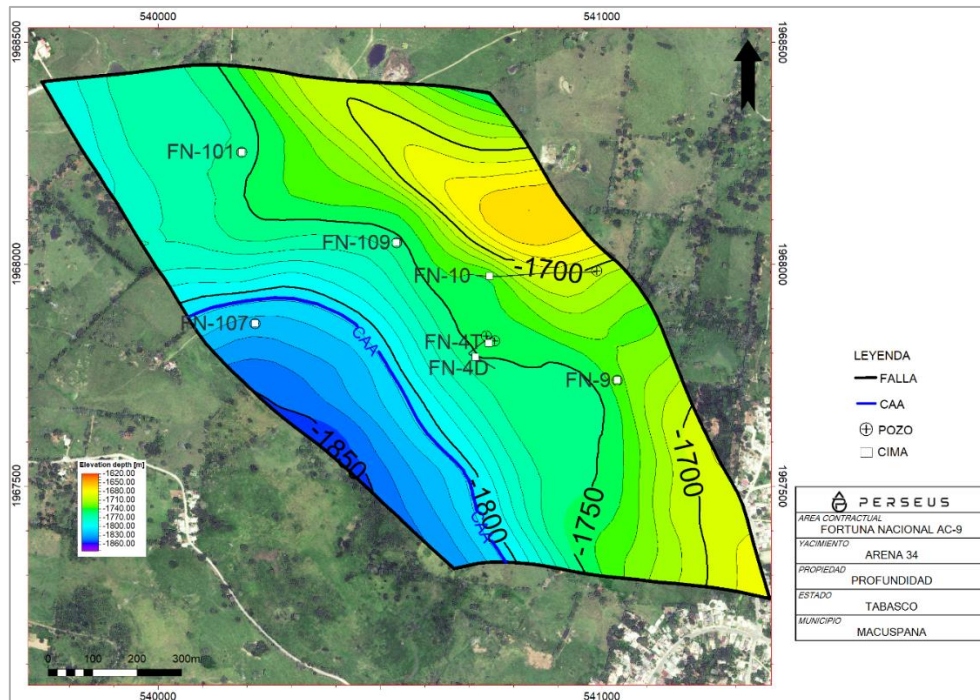 540000
541000
1968500
1968500
FN-101
FN-109
FN-10
-1700
1968000
1968000
FN-107
CAA
FN-4T
FN-4D
FN-9
-1850
-1800
CAA
-1750
-1700
1967500
1967500
Elevation depth [m]
-1620.00
-1650.00
-1680.00
-1710.00
-1740.00
-1770.00
-1800.00
-1830.00
-1860.00
0
100
200
300m
540000
541000
LEYENDA
FALLA
CAA
POZO
CIMA
PERSEUS
AREA CONTRACTUAL
FORTUNA NACIONAL AC-9
YACIMIENTO
ARENA 34
PROPIEDAD
PROFUNDIDAD
ESTADO
TABASCO
MUNICIPIO
MACUSPANA